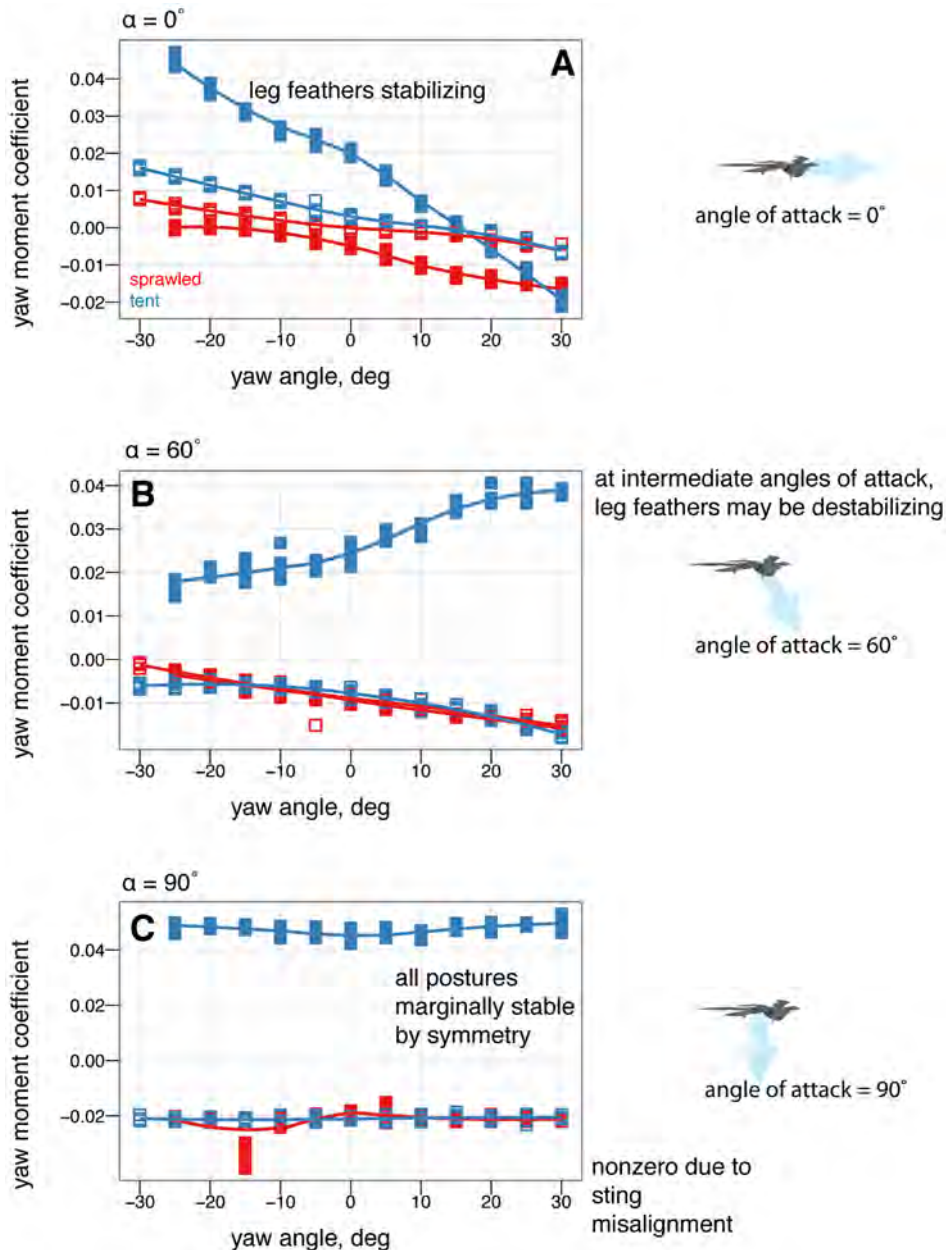 α = 0°
A
leg feathers stabilizing
0.04
0.03
0.02
0.01
0.00
−0.01
−0.02
yaw moment coefficient
sprawled
tent
−30 −20 −10 0 10 20 30
yaw angle, deg
angle of attack = 0°
α = 60°
B
0.04
0.03
0.02
0.01
0.00
−0.01
yaw moment coefficient
−30 −20 −10 0 10 20 30
yaw angle, deg
at intermediate angles of attack,
leg feathers may be destabilizing
angle of attack = 60°
α = 90°
C
0.04
0.02
0.00
−0.02
yaw moment coefficient
all postures
marginally stable
by symmetry
−30 −20 −10 0 10 20 30
yaw angle, deg
angle of attack = 90°
nonzero due to
sting
misalignment